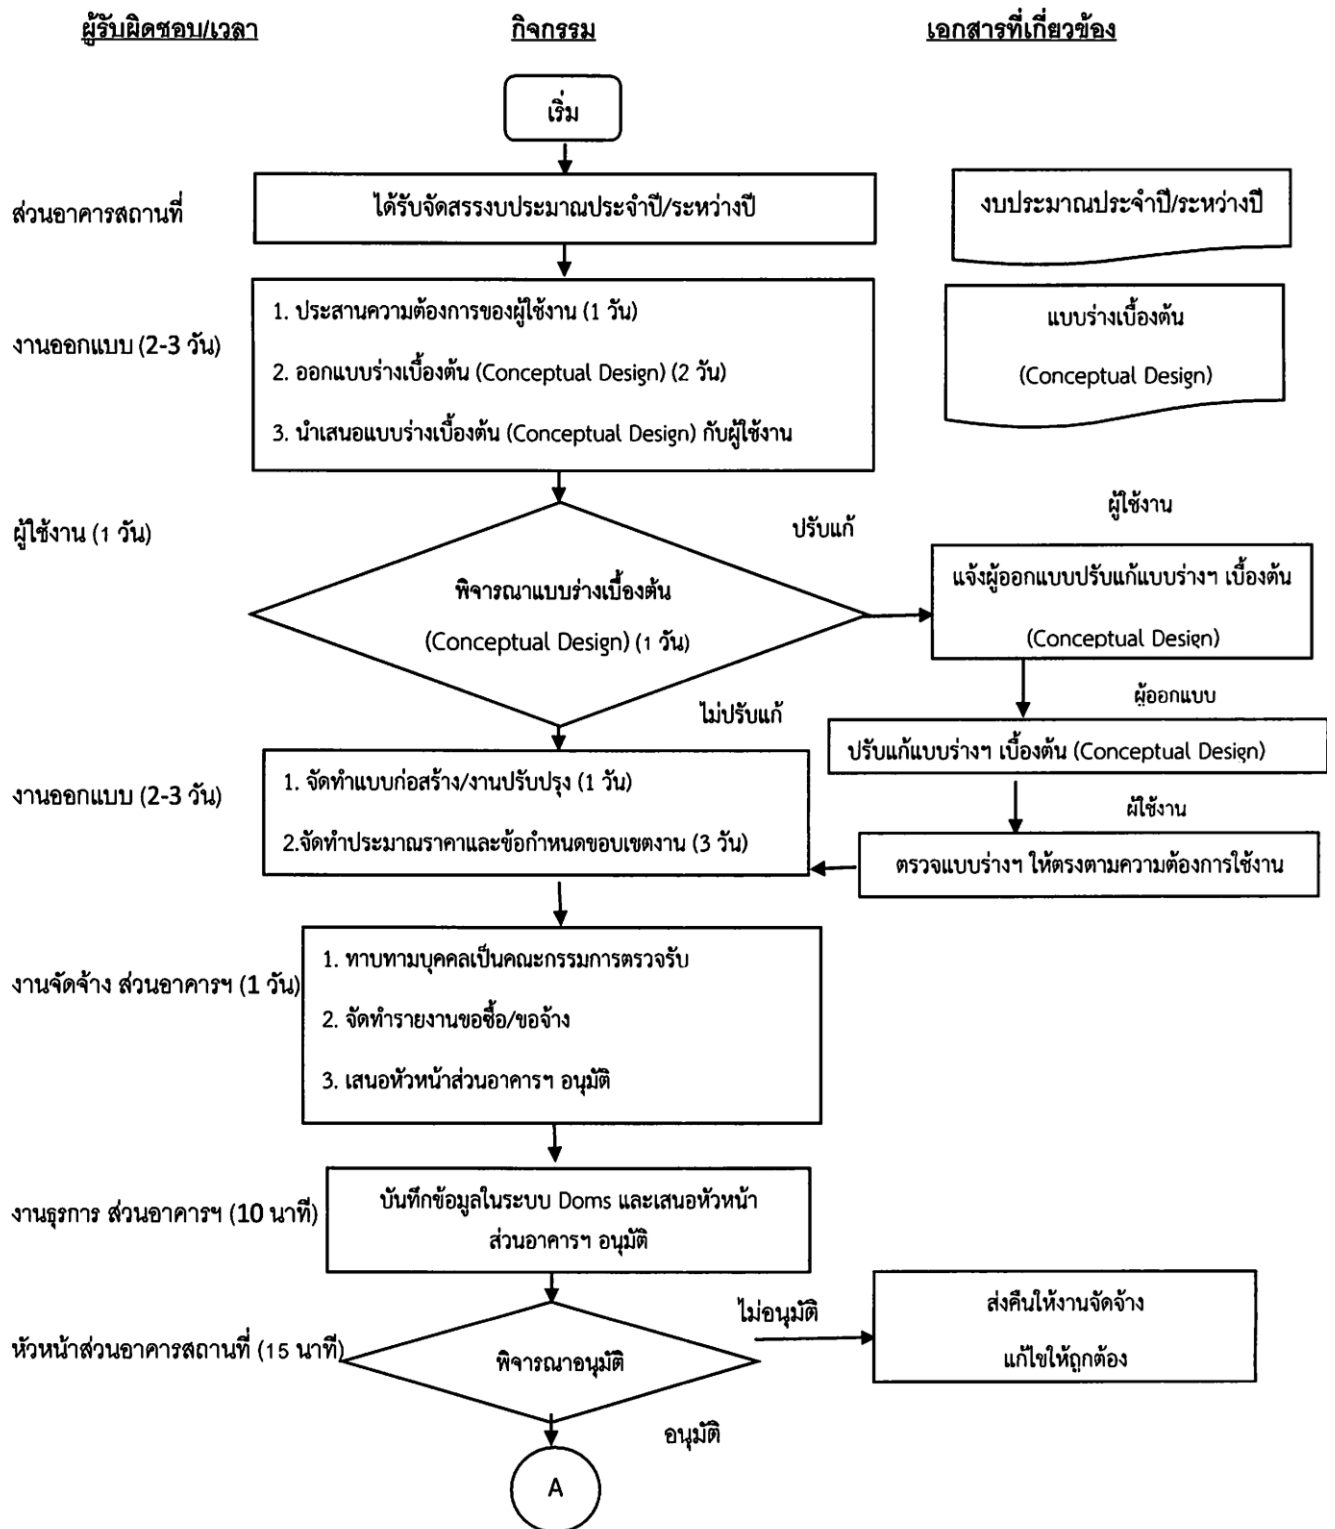 ผู้รับผิดชอบ/เวลา
กิจกรรม
เอกสารที่เกี่ยวข้อง
เริ่ม
ส่วนอาคารสถานที่
ได้รับจัดสรรงบประมาณประจำปี/ระหว่างปี
งบประมาณประจำปี/ระหว่างปี
งานออกแบบ (2-3 วัน)
1. ประสานความต้องการของผู้ใช้งาน (1 วัน)
2. ออกแบบร่างเบื้องต้น (Conceptual Design) (2 วัน)
3. นำเสนอแบบร่างเบื้องต้น (Conceptual Design) กับผู้ใช้งาน
แบบร่างเบื้องต้น
(Conceptual Design)
ผู้ใช้งาน (1 วัน)
พิจารณาแบบร่างเบื้องต้น
(Conceptual Design) (1 วัน)
ปรับแก้
ผู้ใช้งาน
แจ้งผู้ออกแบบปรับแก้แบบร่างฯ เบื้องต้น
(Conceptual Design)
ไม่ปรับแก้
ผู้ออกแบบ
ปรับแก้แบบร่างฯ เบื้องต้น (Conceptual Design)
งานออกแบบ (2-3 วัน)
1. จัดทำแบบก่อสร้าง/งานปรับปรุง (1 วัน)
2.จัดทำประมาณราคาและข้อกำหนดขอบเขตงาน (3 วัน)
ผู้ใช้งาน
ตรวจแบบร่างฯ ให้ตรงตามความต้องการใช้งาน
งานจัดจ้าง ส่วนอาคารฯ (1 วัน)
1. ทาบทามบุคคลเป็นคณะกรรมการตรวจรับ
2. จัดทำรายงานขอซื้อ/ขอจ้าง
3. เสนอหัวหน้าส่วนอาคารฯ อนุมัติ
งานธุรการ ส่วนอาคารฯ (10 นาที)
บันทึกข้อมูลในระบบ Doms และเสนอหัวหน้า
ส่วนอาคารฯ อนุมัติ
หัวหน้าส่วนอาคารสถานที่ (15 นาที)
พิจารณาอนุมัติ
ไม่อนุมัติ
ส่งคืนให้งานจัดจ้าง
แก้ไขให้ถูกต้อง
อนุมัติ
A